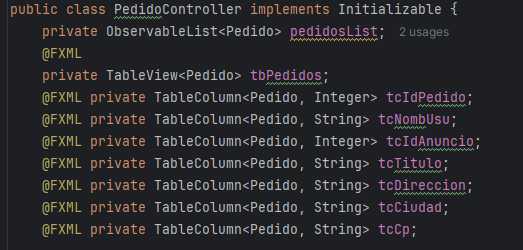 public class PedidoController implements Initializable {
private ObservableList<Pedido> pedidosList; 2 usages
@FXML
private TableView<Pedido> tbPedidos;
@FXML private TableColumn<Pedido, Integer> tcIdPedido;
@FXML private TableColumn<Pedido, String> tcNombUsu;
@FXML private TableColumn<Pedido, Integer> tcIdAnuncio;
@FXML private TableColumn<Pedido, String> tcTitulo;
@FXML private TableColumn<Pedido, String> tcDireccion;
@FXML private TableColumn<Pedido, String> tcCiudad;
@FXML private TableColumn<Pedido, String> tcCp;